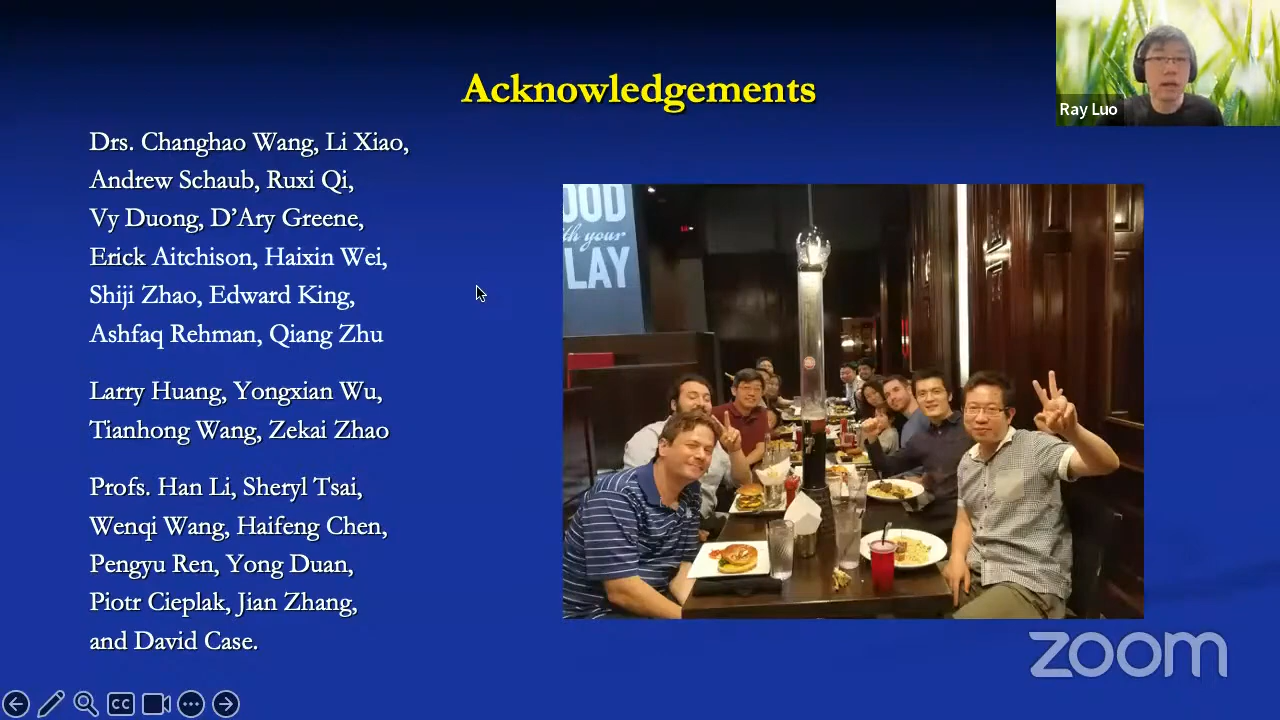 Acknowledgements
Ray Luo
Drs. Changhao Wang, Li Xiao,
Andrew Schaub, Ruxi Qi,
Vy Duong, D’Ary Greene,
Erick Aitchison, Haixin Wei,
Shiji Zhao, Edward King,
Ashfaq Rehman, Qiang Zhu
Larry Huang, Yongxian Wu,
Tianhong Wang, Zekai Zhao
Profs. Han Li, Sheryl Tsai,
Wenqi Wang, Haifeng Chen,
Pengyu Ren, Yong Duan,
Piotr Cieplak, Jian Zhang,
and David Case.
OOD
th your
LAY
zoom
CC